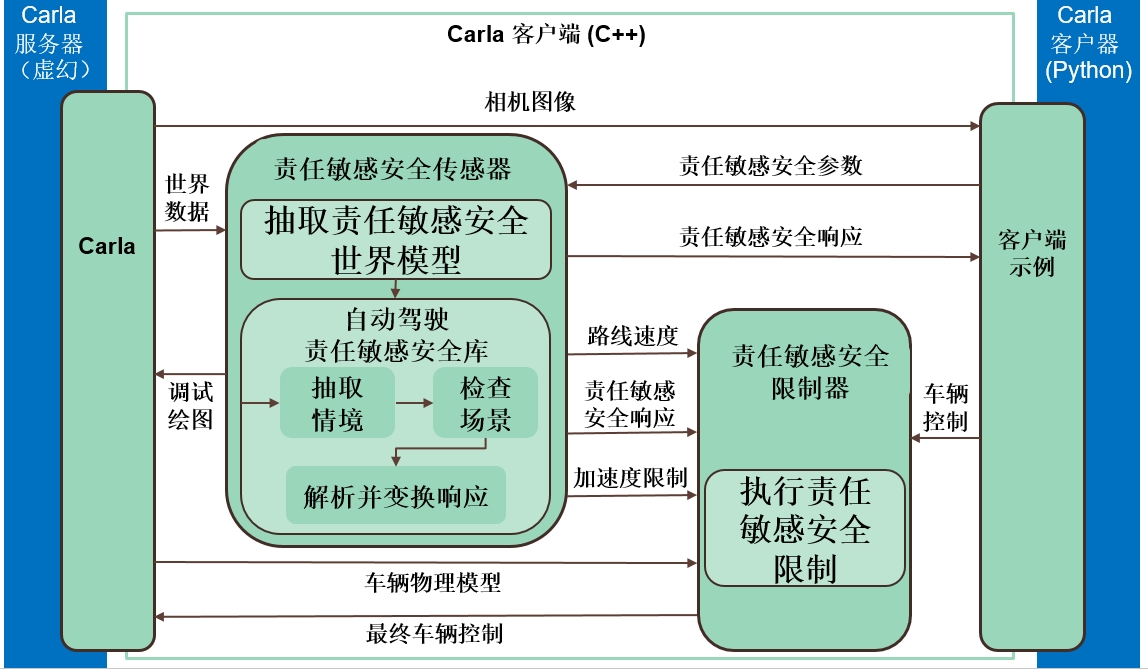 Carla
服务器
（虚幻）
Carla 客户端 (C++)
Carla
客户器
(Python)
相机图像
责任敏感安全传感器
责任敏感安全参数
世界
数据
抽取责任敏感安全
世界模型
责任敏感安全响应
Carla
客户端
示例
自动驾驶
责任敏感安全库
路线速度
责任敏感安全
限制器
调试
绘图
抽取
情境
检查
场景
责任敏感
安全响应
车辆
控制
解析并变换响应
加速度限制
执行责任
敏感安全
限制
车辆物理模型
最终车辆控制